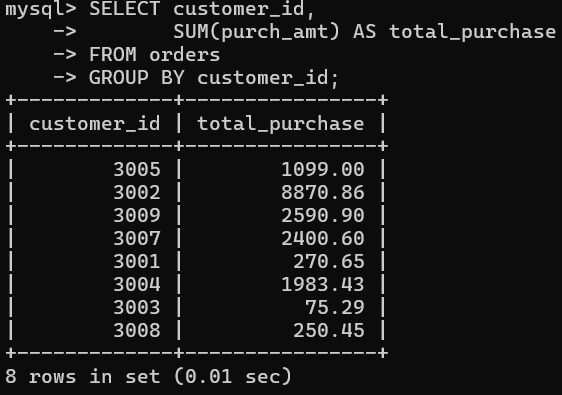 mysql> SELECT customer_id,
    ->        SUM(purch_amt) AS total_purchase
    -> FROM orders
    -> GROUP BY customer_id;
+-------------+----------------+
| customer_id | total_purchase |
+-------------+----------------+
|        3005 |        1099.00 |
|        3002 |        8870.86 |
|        3009 |        2590.90 |
|        3007 |        2400.60 |
|        3001 |         270.65 |
|        3004 |        1983.43 |
|        3003 |          75.29 |
|        3008 |         250.45 |
+-------------+----------------+
8 rows in set (0.01 sec)